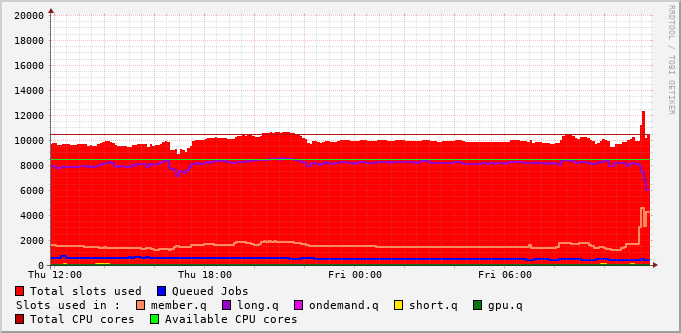 20000
18000
16000
14000
12000
10000
8000
6000
4000
2000
0
Thu 12:00 Thu 18:00 Fri 00:00 Fri 06:00
Total slots used Queued Jobs
Slots used in : member.q long.q ondemand.q short.q gpu.q
Total CPU cores Available CPU cores
RRDTOOL / TOBI OETIKER